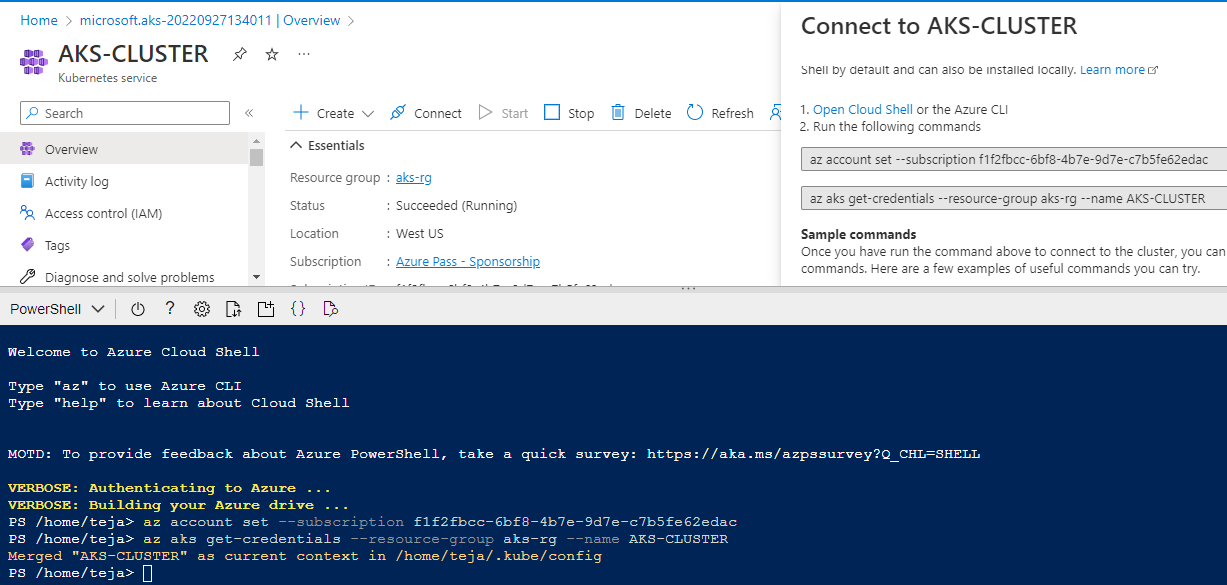 Home > microsoft.aks-20220927134011 | Overview >
AKS-CLUSTER
Kubernetes service
Search
«
Overview
Activity log
Access control (IAM)
Tags
Diagnose and solve problems
Create
Connect
Start
Stop
Delete
Refresh
Essentials
Resource group : aks-rg
Status : Succeeded (Running)
Location : West US
Subscription : Azure Pass - Sponsorship
Connect to AKS-CLUSTER
Shell by default and can also be installed locally. Learn more
1. Open Cloud Shell or the Azure CLI
2. Run the following commands
az account set --subscription f1f2fbcc-6bf8-4b7e-9d7e-c7b5fe62edac
az aks get-credentials --resource-group aks-rg --name AKS-CLUSTER
Sample commands
Once you have run the command above to connect to the cluster, you can
commands. Here are a few examples of useful commands you can try.
PowerShell
Welcome to Azure Cloud Shell
Type "az" to use Azure CLI
Type "help" to learn about Cloud Shell
MOTD: To provide feedback about Azure PowerShell, take a quick survey: https://aka.ms/azpssurvey?Q_CHL=SHELL
VERBOSE: Authenticating to Azure ...
VERBOSE: Building your Azure drive ...
PS /home/teja> az account set --subscription f1f2fbcc-6bf8-4b7e-9d7e-c7b5fe62edac
PS /home/teja> az aks get-credentials --resource-group aks-rg --name AKS-CLUSTER
Merged "AKS-CLUSTER" as current context in /home/teja/.kube/config
PS /home/teja>